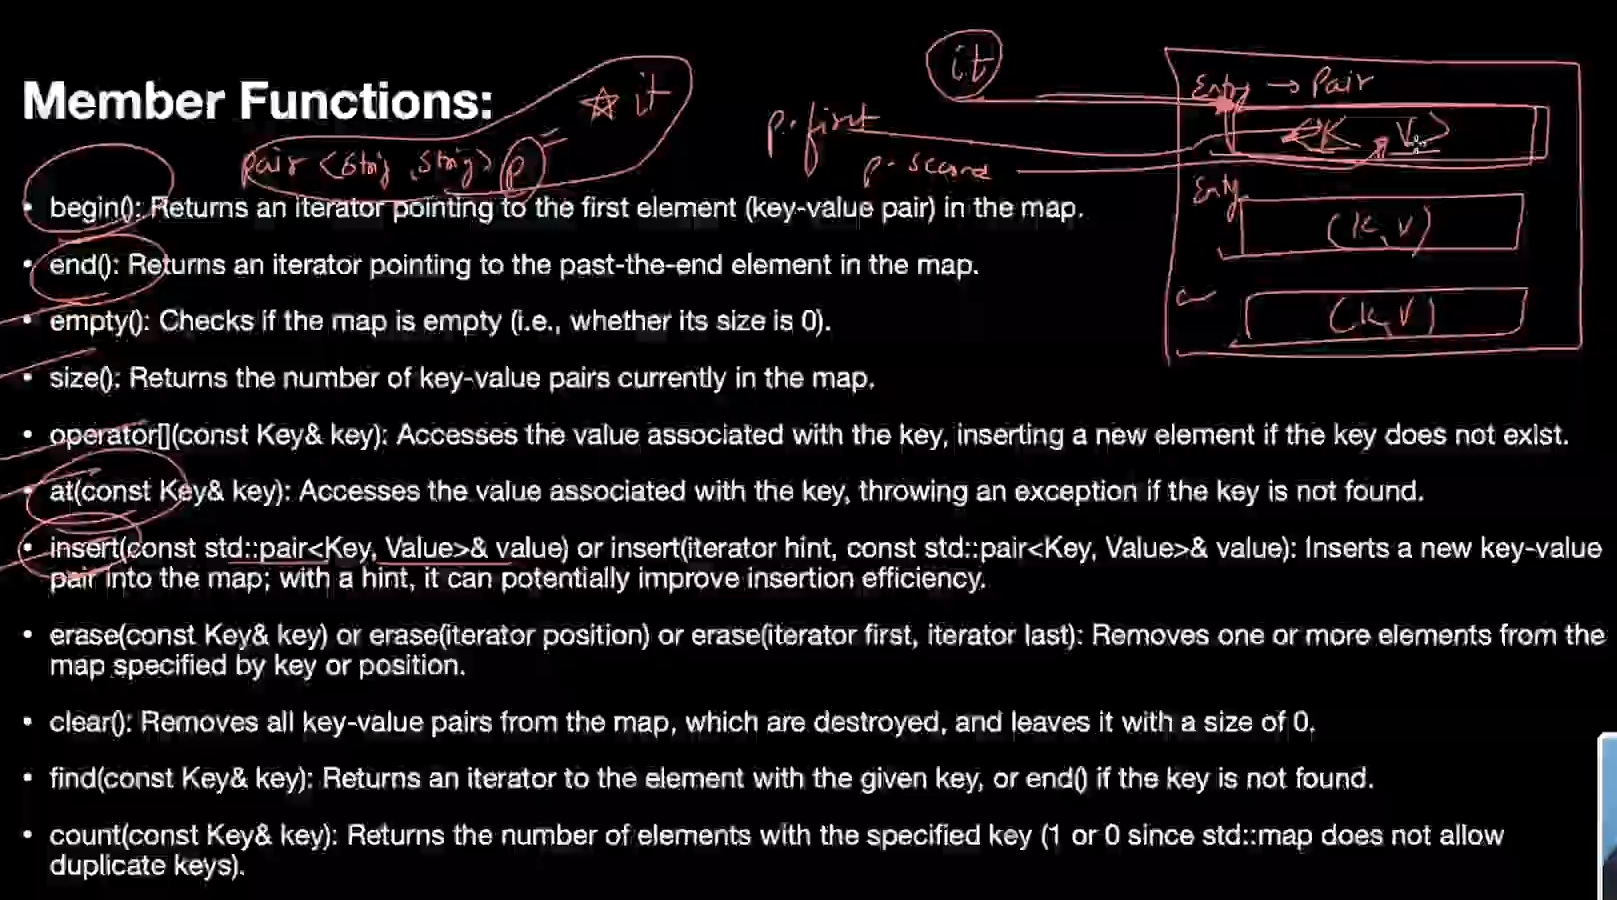 it
Entry → Pair
Member Functions:
* it
p.first
<K, V>
pair <string, string> p =
p.second
Entry
begin(): Returns an iterator pointing to the first element (key-value pair) in the map.
(k, v)
end(): Returns an iterator pointing to the past-the-end element in the map.
empty(): Checks if the map is empty (i.e., whether its size is 0).
(k, v)
size(): Returns the number of key-value pairs currently in the map.
operator[](const Key& key): Accesses the value associated with the key, inserting a new element if the key does not exist.
at(const Key& key): Accesses the value associated with the key, throwing an exception if the key is not found.
insert(const std::pair<Key, Value>& value) or insert(iterator hint, const std::pair<Key, Value>& value): Inserts a new key-value
pair into the map; with a hint, it can potentially improve insertion efficiency.
erase(const Key& key) or erase(iterator position) or erase(iterator first, iterator last): Removes one or more elements from the
map specified by key or position.
clear(): Removes all key-value pairs from the map, which are destroyed, and leaves it with a size of 0.
find(const Key& key): Returns an iterator to the element with the given key, or end() if the key is not found.
count(const Key& key): Returns the number of elements with the specified key (1 or 0 since std::map does not allow
duplicate keys).